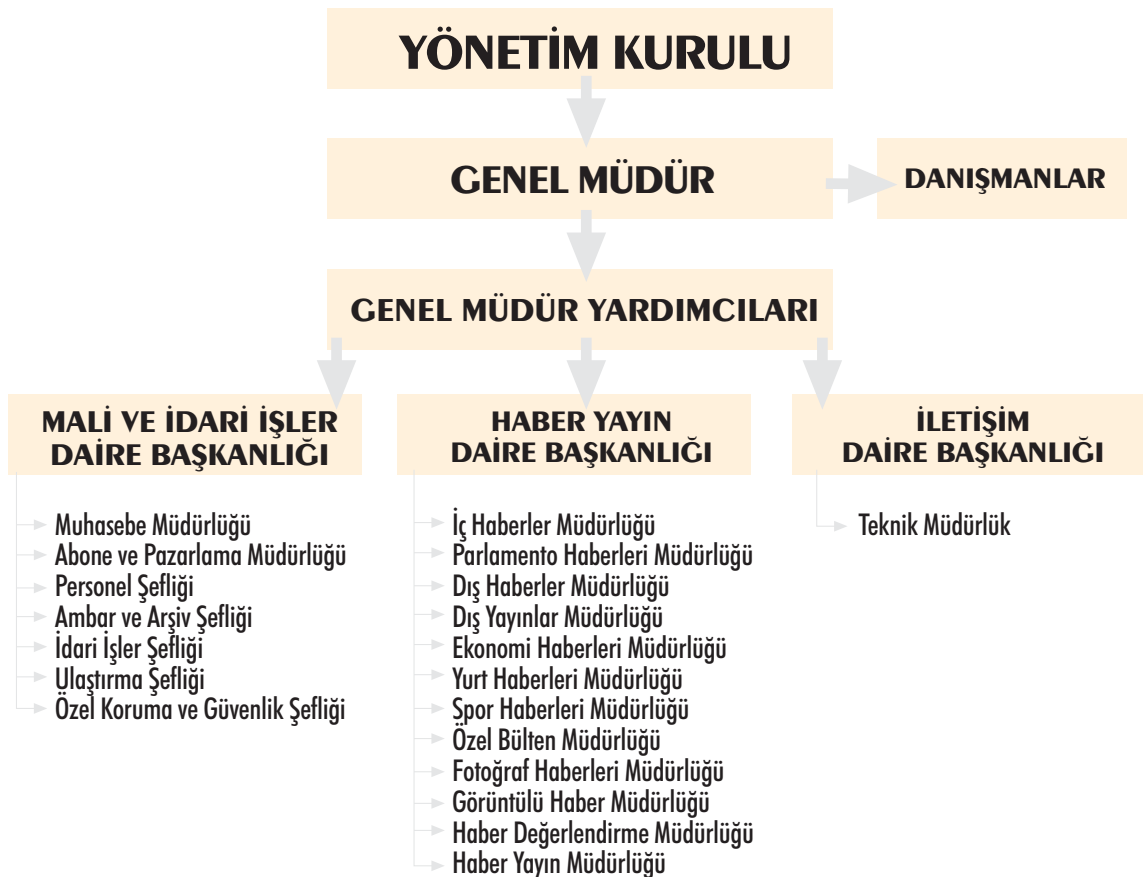 YÖNETİM KURULU
GENEL MÜDÜR
DANIŞMANLAR
GENEL MÜDÜR YARDIMCILARI
MALİ VE İDARİ İŞLER
DAİRE BAŞKANLIĞI
Muhasebe Müdürlüğü
Abone ve Pazarlama Müdürlüğü
Personel Şefliği
Ambar ve Arşiv Şefliği
İdari İşler Şefliği
Ulaştırma Şefliği
Özel Koruma ve Güvenlik Şefliği
HABER YAYIN
DAİRE BAŞKANLIĞI
İç Haberler Müdürlüğü
Parlamento Haberleri Müdürlüğü
Dış Haberler Müdürlüğü
Dış Yayınlar Müdürlüğü
Ekonomi Haberleri Müdürlüğü
Yurt Haberleri Müdürlüğü
Spor Haberleri Müdürlüğü
Özel Bülten Müdürlüğü
Fotoğraf Haberleri Müdürlüğü
Görüntülü Haber Müdürlüğü
Haber Değerlendirme Müdürlüğü
Haber Yayın Müdürlüğü
İLETİŞİM
DAİRE BAŞKANLIĞI
Teknik Müdürlük